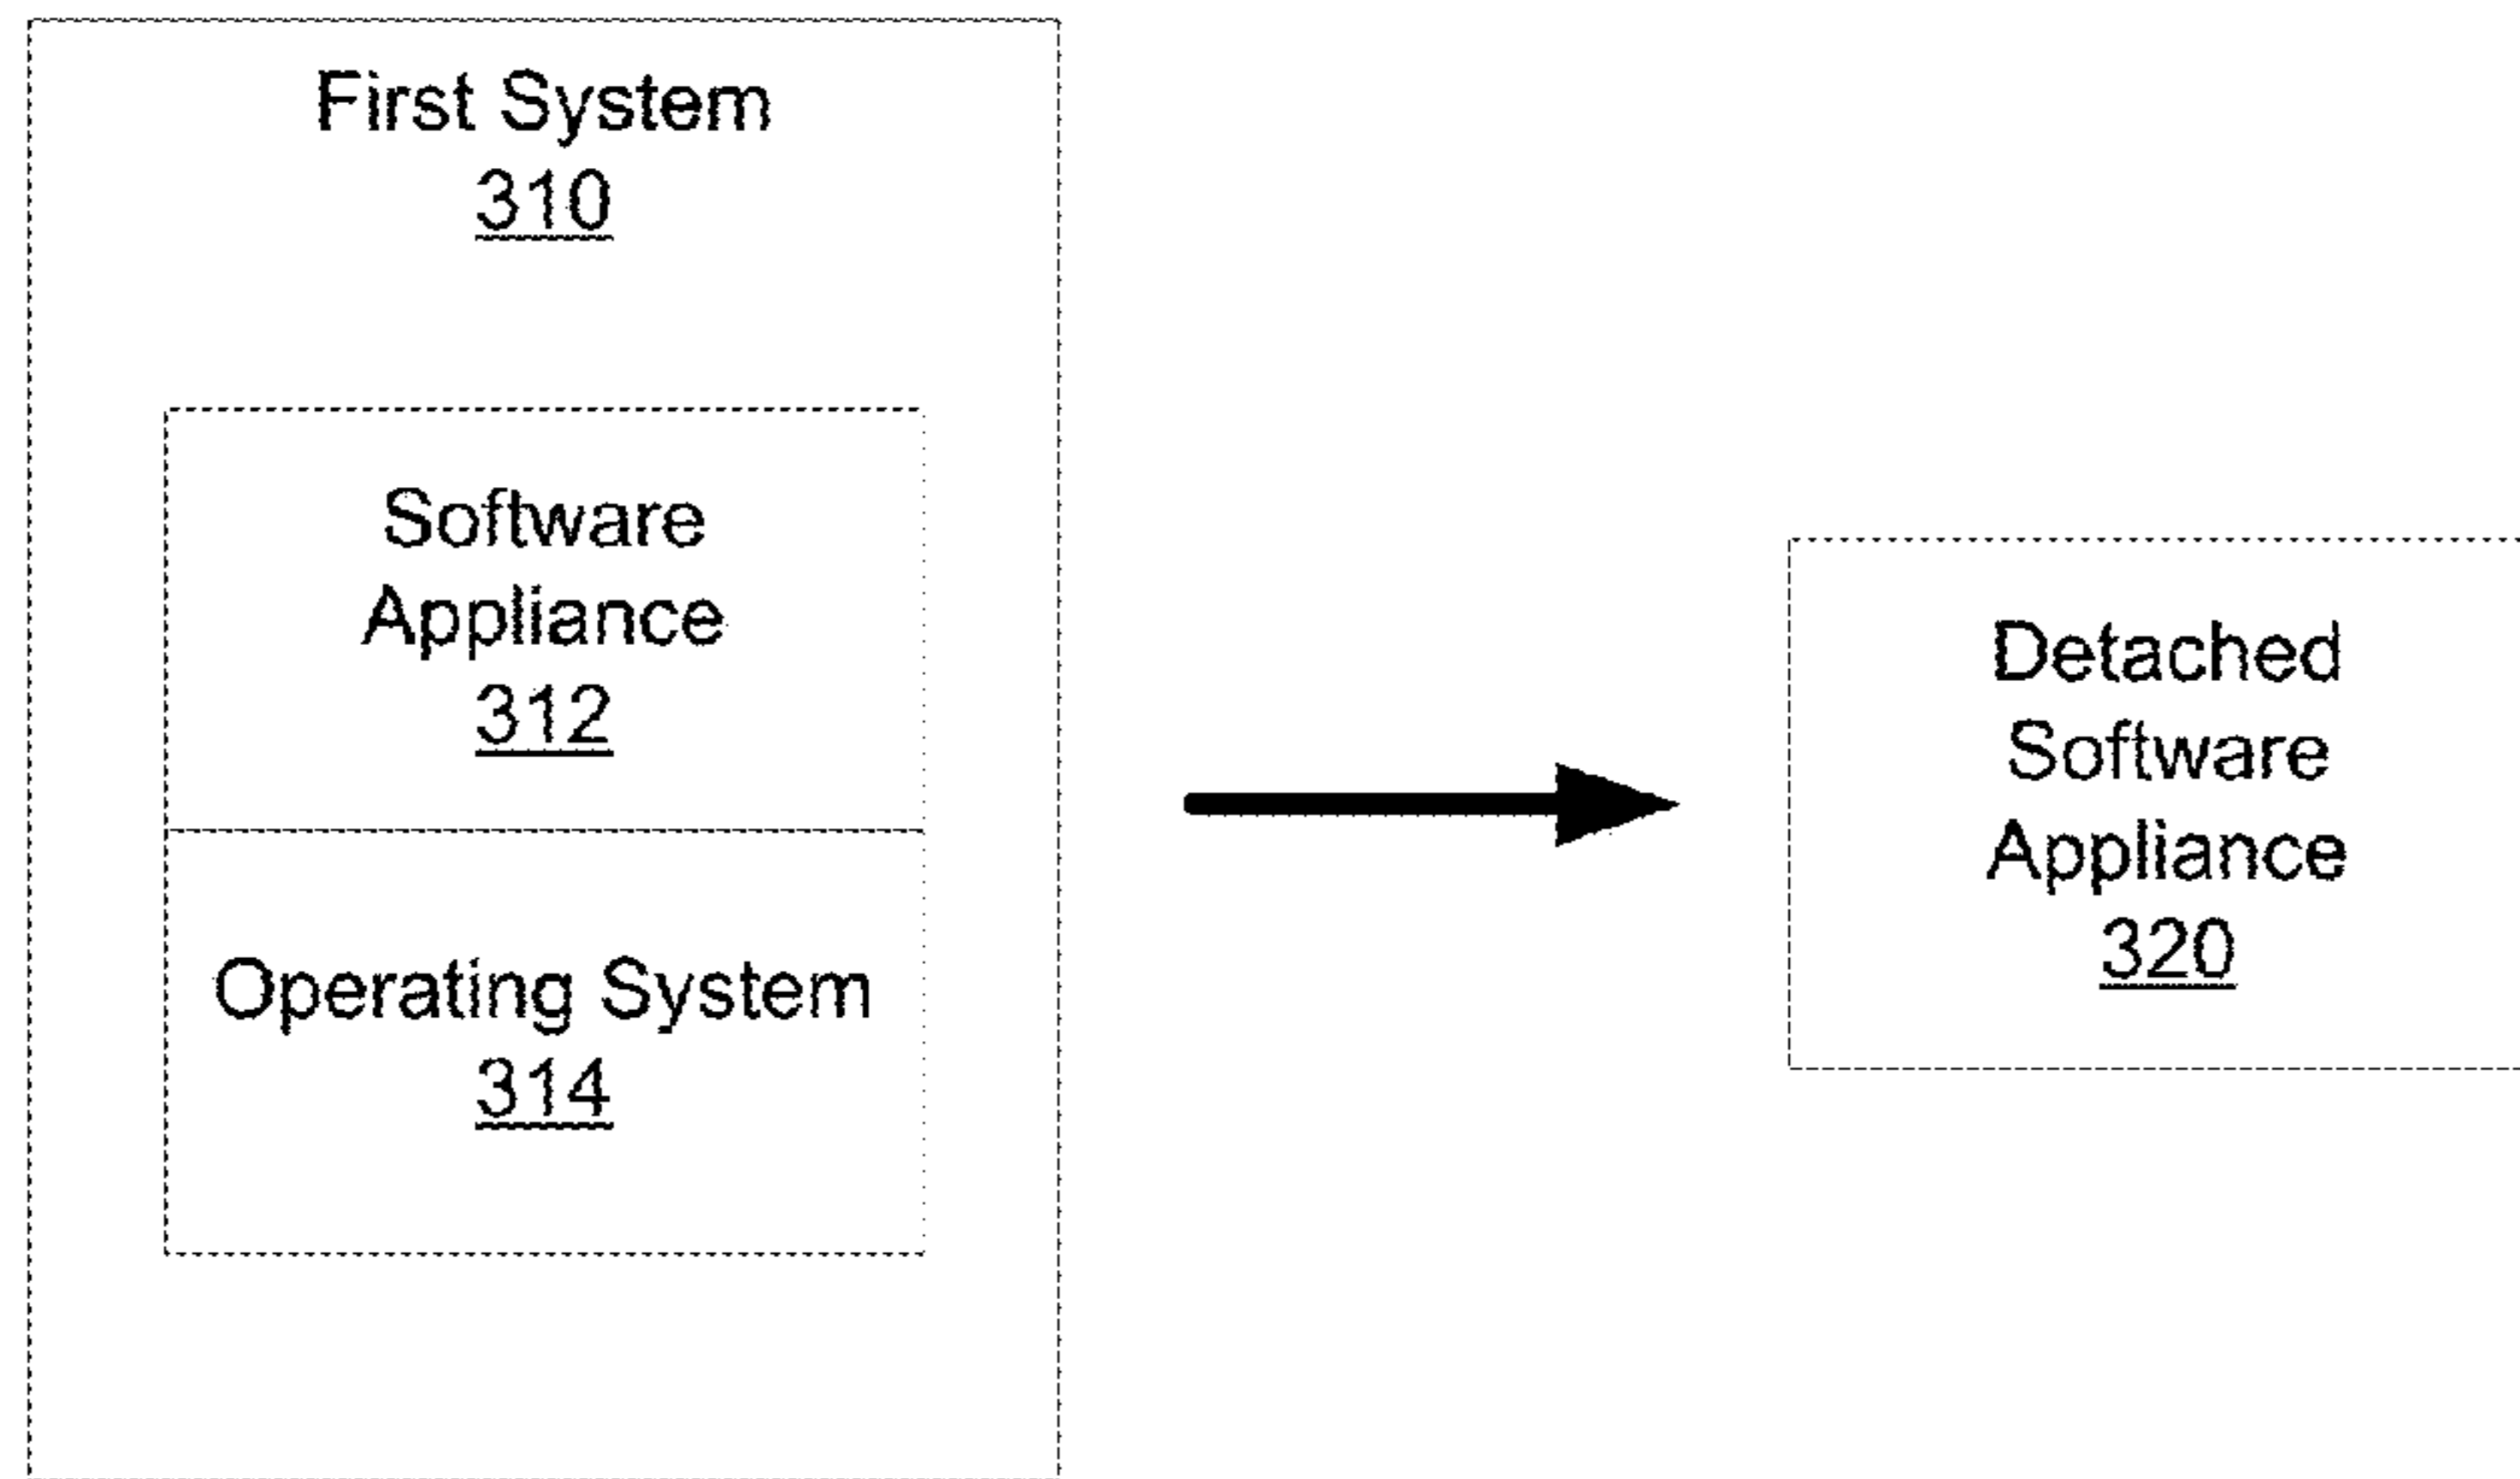 First System
310
Software
Appliance
312
Operating System
314
Detached
Software
Appliance
320